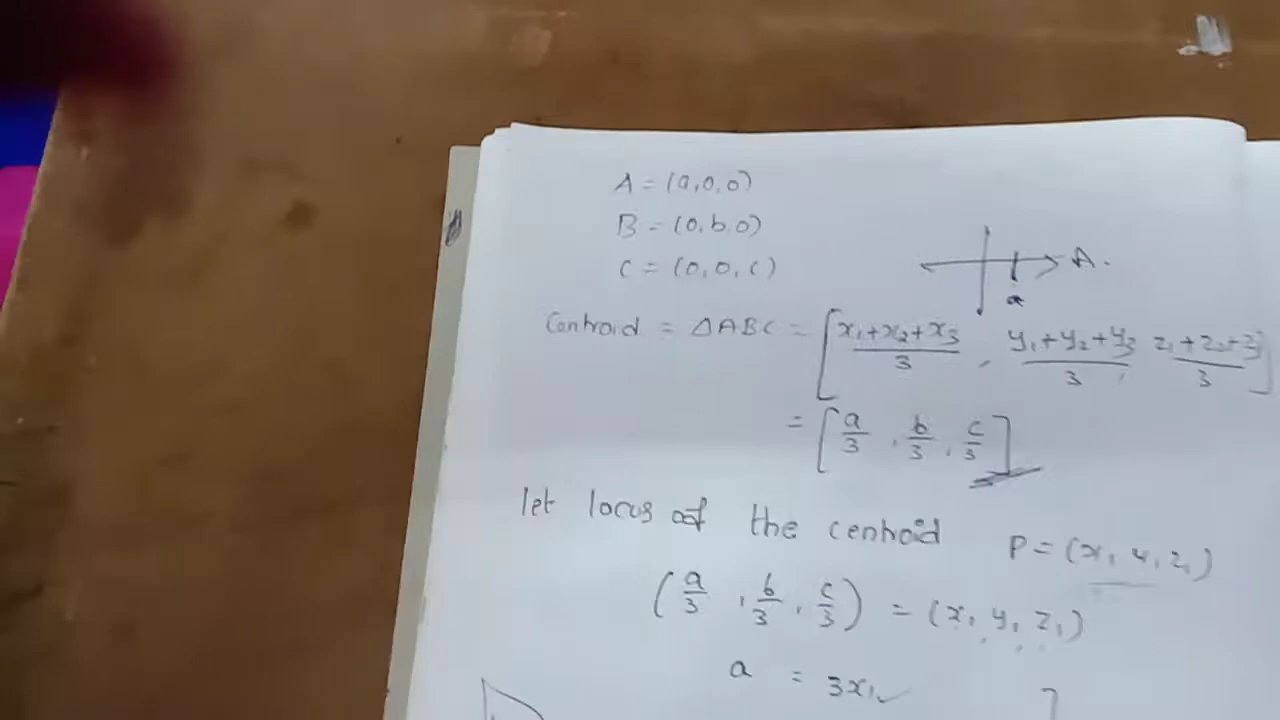 A = (a,0,0)
B = (0,b,0)
C = (0,0,c)
A.
a
Centroid = ΔABC = [x₁+x₂+x₃/3 , y₁+y₂+y₃/3 , z₁+z₂+z₃/3]
= [a/3 , b/3 , c/3]
let locus of the centroid P = (x₁ y₁ z₁)
(a/3 , b/3 , c/3) = (x₁ y₁ z₁)
a = 3x₁